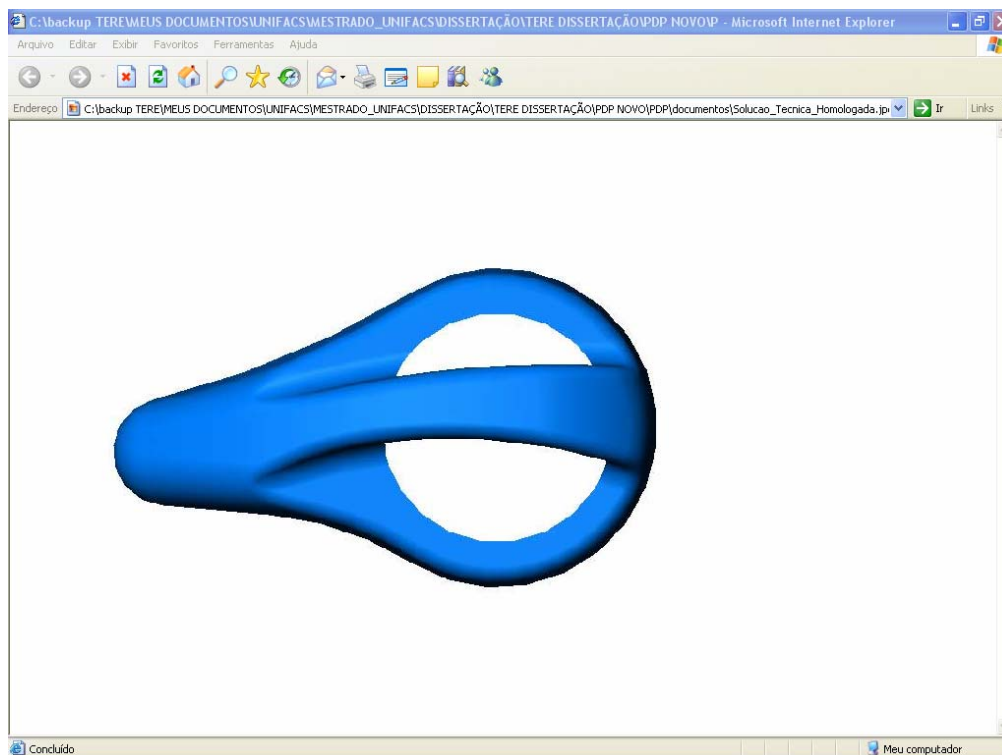 C:\backup TERE\MEUS DOCUMENTOS\UNIFACS\MESTRADO_UNIFACS\DISSERTAÇÃO\TERE DISSERTAÇÃO\PDP NOVO\P - Microsoft Internet Explorer
Arquivo Editar Exibir Favoritos Ferramentas Ajuda
Endereço C:\backup TERE\MEUS DOCUMENTOS\UNIFACS\MESTRADO_UNIFACS\DISSERTAÇÃO\TERE DISSERTAÇÃO\PDP NOVO\PDP\documentos\Solucao_Tecnica_Homologada.jp Ir Links
Concluído Meu computador